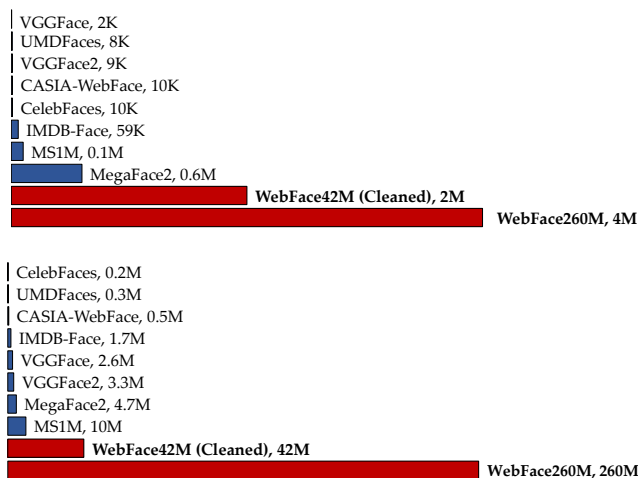 VGGFace, 2K
UMDFaces, 8K
VGGFace2, 9K
CASIA-WebFace, 10K
CelebFaces, 10K
IMDB-Face, 59K
MS1M, 0.1M
MegaFace2, 0.6M
WebFace42M (Cleaned), 2M
WebFace260M, 4M
CelebFaces, 0.2M
UMDFaces, 0.3M
CASIA-WebFace, 0.5M
IMDB-Face, 1.7M
VGGFace, 2.6M
VGGFace2, 3.3M
MegaFace2, 4.7M
MS1M, 10M
WebFace42M (Cleaned), 42M
WebFace260M, 260M